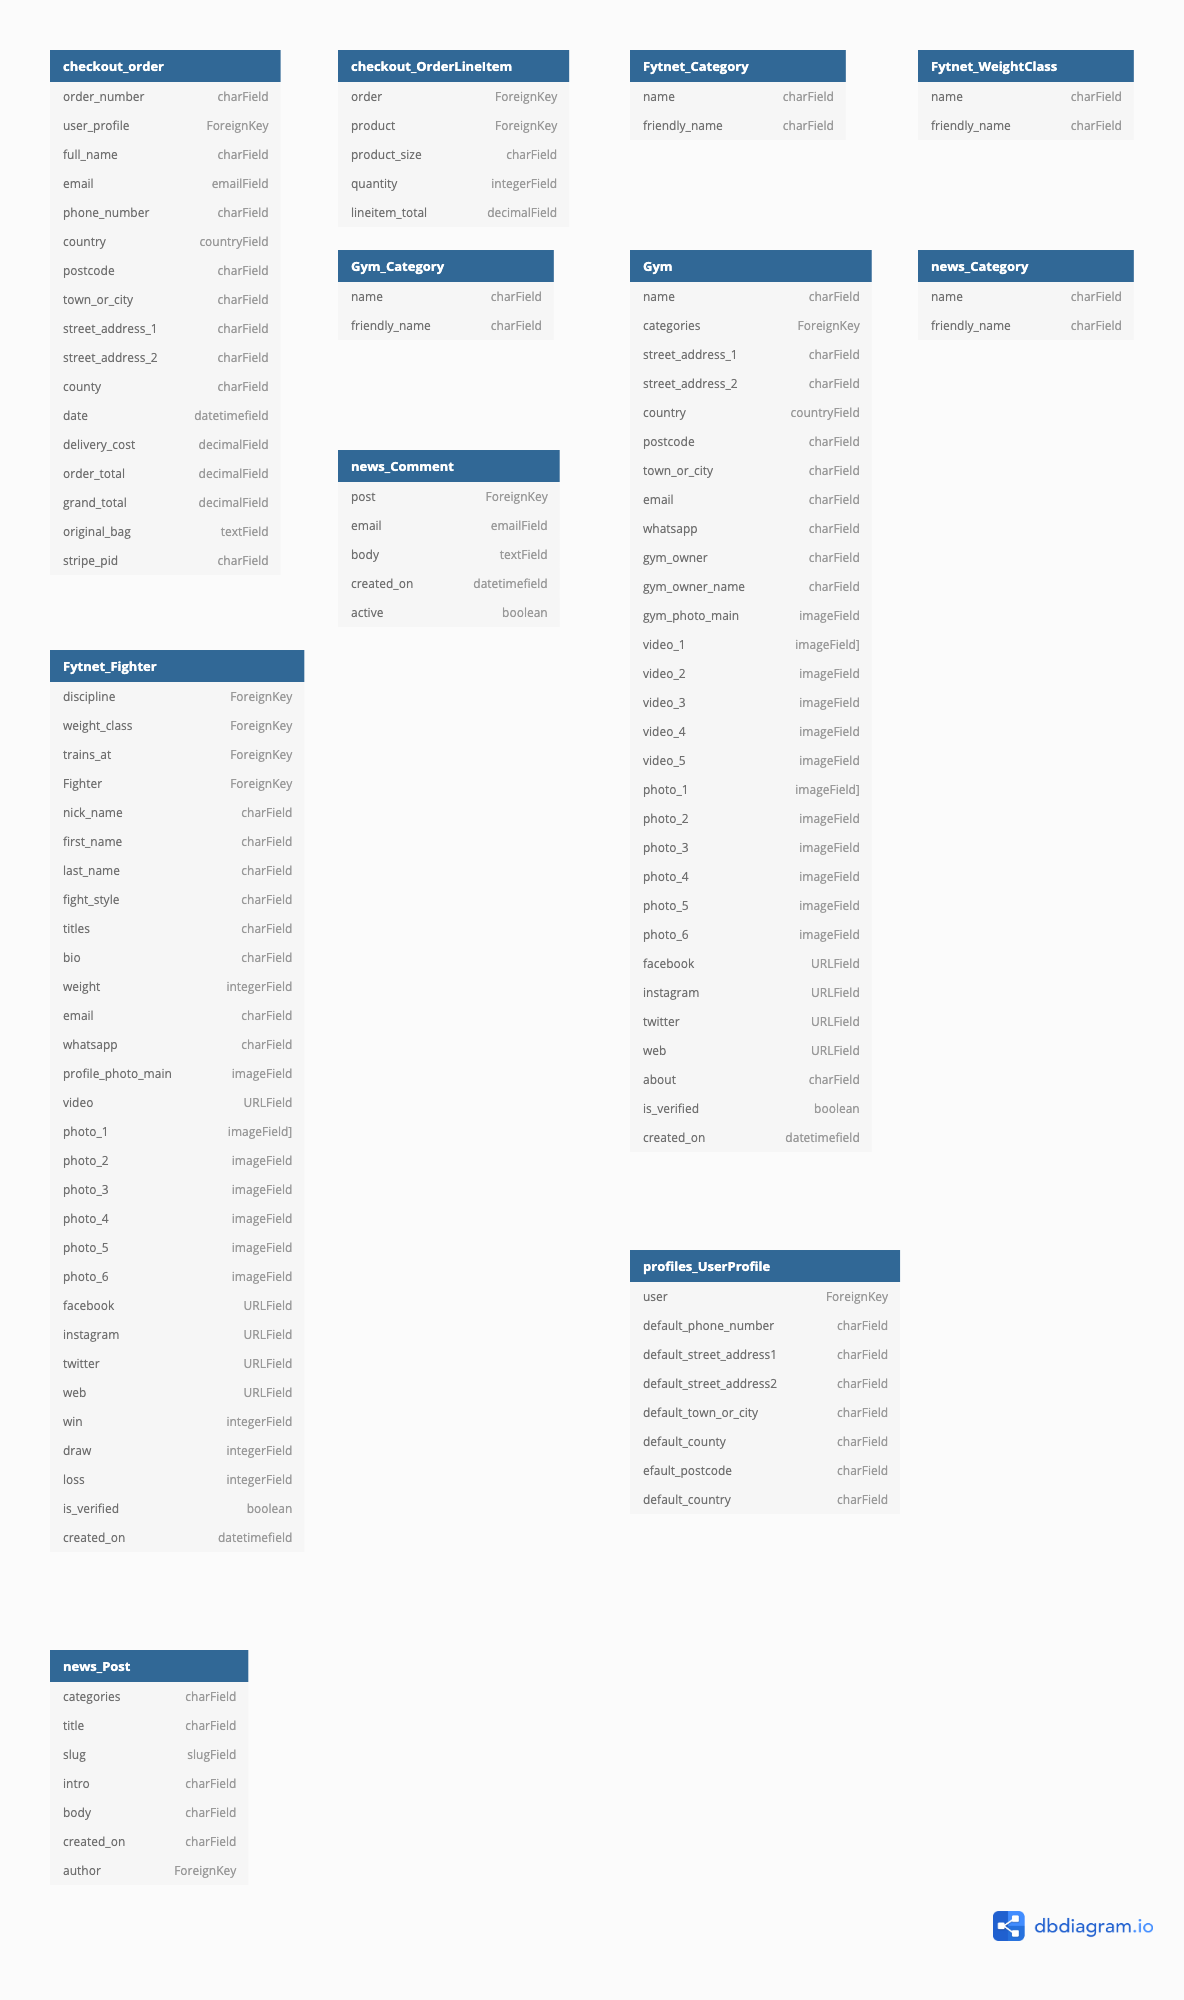 checkout_order
order_number charField
user_profile ForeignKey
full_name charField
email emailField
phone_number charField
country countryField
postcode charField
town_or_city charField
street_address_1 charField
street_address_2 charField
county charField
date datetimefield
delivery_cost decimalField
order_total decimalField
grand_total decimalField
original_bag textField
stripe_pid charField
checkout_OrderLineItem
order ForeignKey
product ForeignKey
product_size charField
quantity integerField
lineitem_total decimalField
Fytnet_Category
name charField
friendly_name charField
Fytnet_WeightClass
name charField
friendly_name charField
Gym_Category
name charField
friendly_name charField
Gym
name charField
categories ForeignKey
street_address_1 charField
street_address_2 charField
country countryField
postcode charField
town_or_city charField
email charField
whatsapp charField
gym_owner charField
gym_owner_name charField
gym_photo_main imageField
video_1 imageField]
video_2 imageField
video_3 imageField
video_4 imageField
video_5 imageField
photo_1 imageField]
photo_2 imageField
photo_3 imageField
photo_4 imageField
photo_5 imageField
photo_6 imageField
facebook URLField
instagram URLField
twitter URLField
web URLField
about charField
is_verified boolean
created_on datetimefield
news_Category
name charField
friendly_name charField
news_Comment
post ForeignKey
email emailField
body textField
created_on datetimefield
active boolean
Fytnet_Fighter
discipline ForeignKey
weight_class ForeignKey
trains_at ForeignKey
Fighter ForeignKey
nick_name charField
first_name charField
last_name charField
fight_style charField
titles charField
bio charField
weight integerField
email charField
whatsapp charField
profile_photo_main imageField
video URLField
photo_1 imageField]
photo_2 imageField
photo_3 imageField
photo_4 imageField
photo_5 imageField
photo_6 imageField
facebook URLField
instagram URLField
twitter URLField
web URLField
win integerField
draw integerField
loss integerField
is_verified boolean
created_on datetimefield
profiles_UserProfile
user ForeignKey
default_phone_number charField
default_street_address1 charField
default_street_address2 charField
default_town_or_city charField
default_county charField
efault_postcode charField
default_country charField
news_Post
categories charField
title charField
slug slugField
intro charField
body charField
created_on charField
author ForeignKey
dbdiagram.io